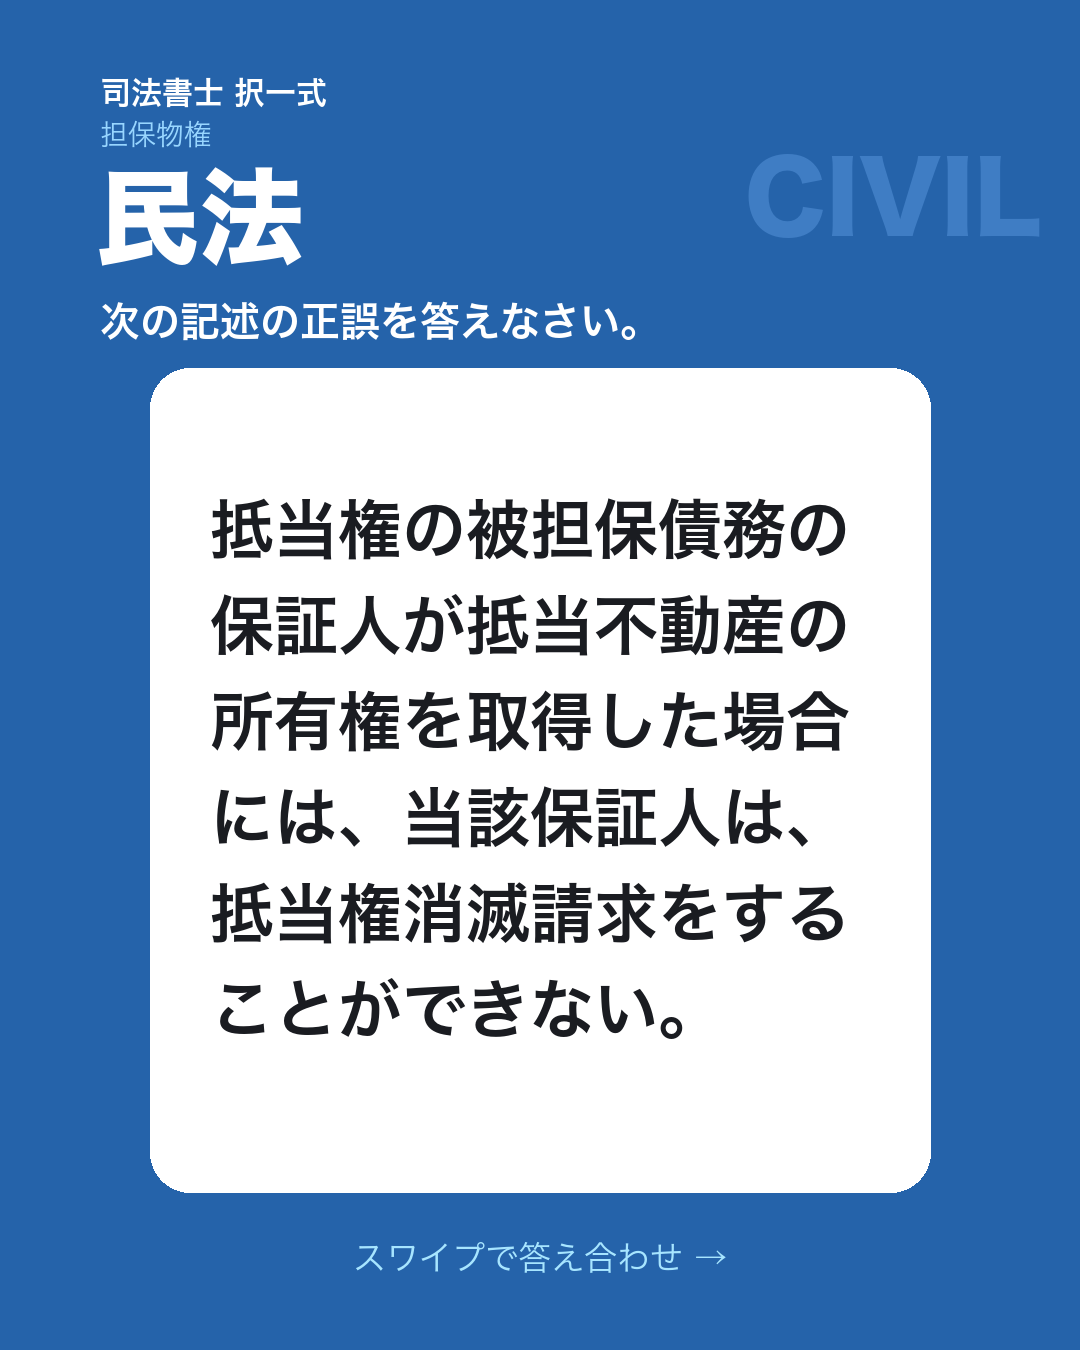 司法書士 択一式
担保物権
民法
CIVIL
次の記述の正誤を答えなさい。
抵当権の被担保債務の
保証人が抵当不動産の
所有権を取得した場合
には、当該保証人は、
抵当権消滅請求をする
ことができない。
スワイプで答え合わせ →